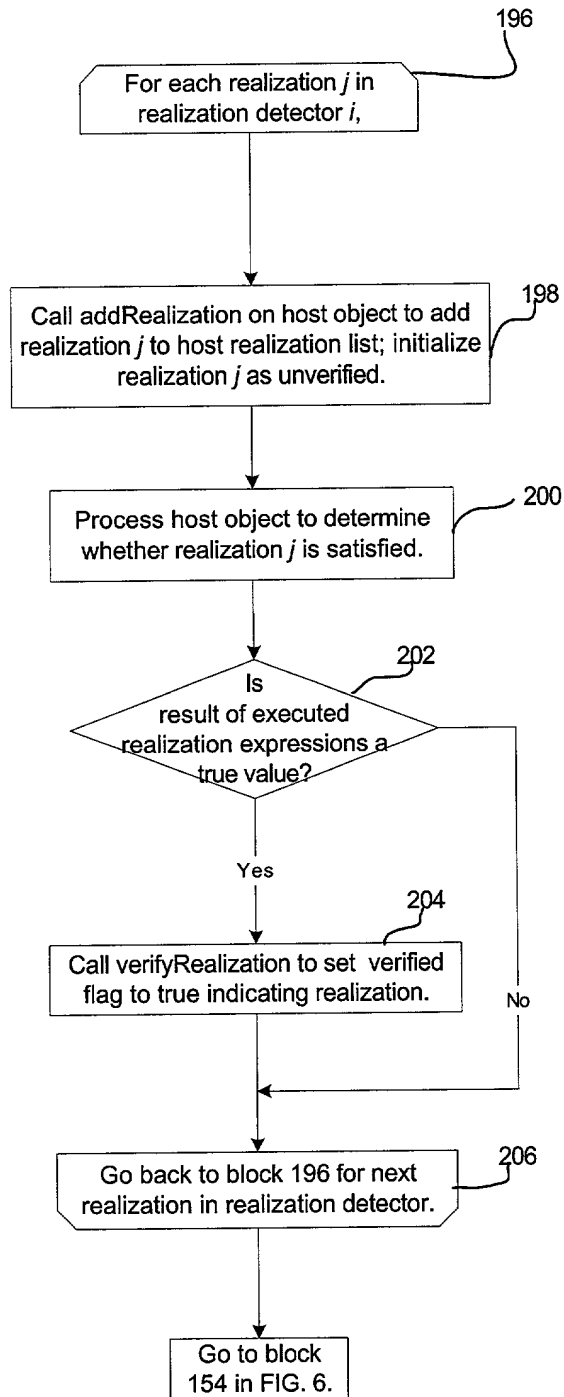 196
For each realization j in
realization detector i,
Call addRealization on host object to add
realization j to host realization list; initialize
realization j as unverified.
198
Process host object to determine
whether realization j is satisfied.
200
202
Is
result of executed
realization expressions a
true value?
Yes
204
Call verifyRealization to set verified
flag to true indicating realization.
No
Go back to block 196 for next
realization in realization detector.
206
Go to block
154 in FIG. 6.